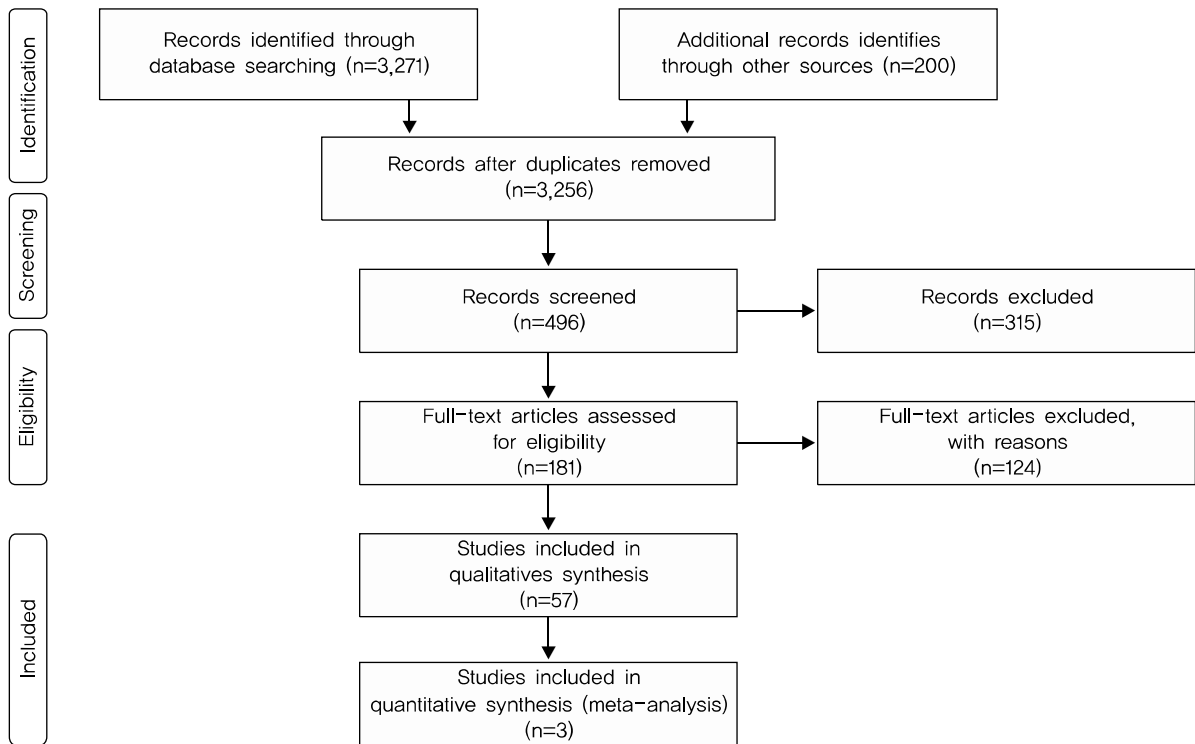 Identification
Records identified through
database searching (n=3,271)
Additional records identifies
through other sources (n=200)
Records after duplicates removed
(n=3,256)
Screening
Records screened
(n=496)
Records excluded
(n=315)
Eligibility
Full-text articles assessed
for eligibility
(n=181)
Full-text articles excluded,
with reasons
(n=124)
Included
Studies included in
qualitatives synthesis
(n=57)
Studies included in
quantitative synthesis (meta-analysis)
(n=3)